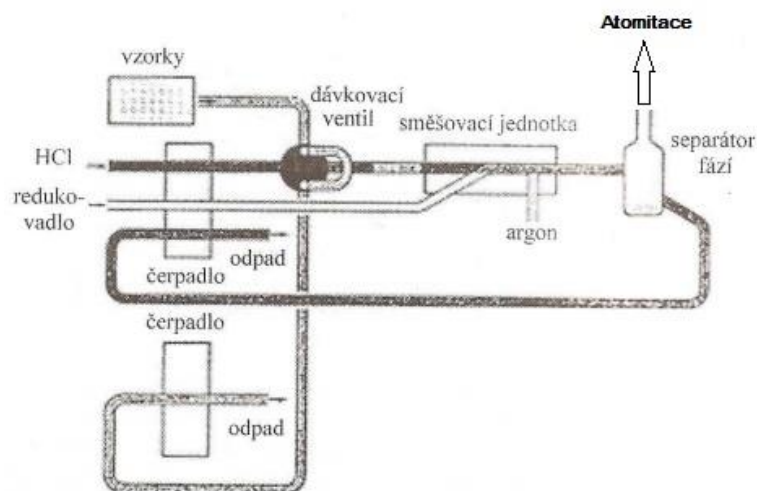 Atomitace
vzorky
dávkovací
ventil
směšovací jednotka
separátor
fází
HCl
reduko-
vadlo
argon
odpad
čerpadlo
čerpadlo
odpad